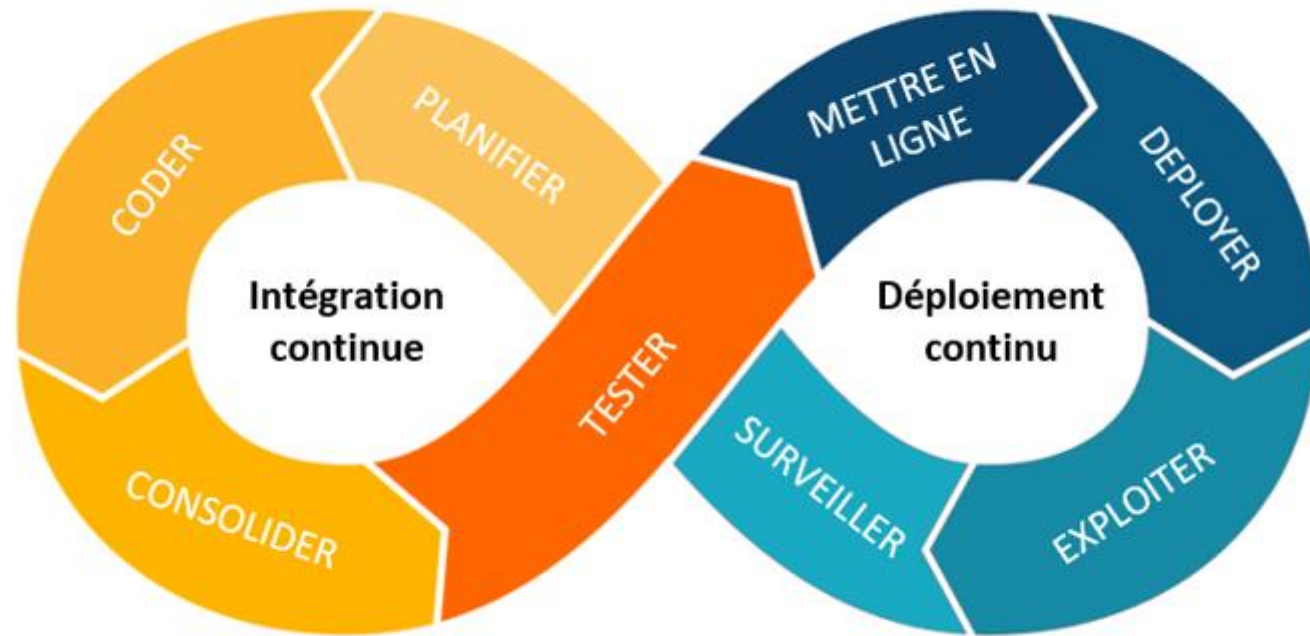 PLANIFIER
CODER
CONSOLIDER
TESTER
METTRE EN
LIGNE
DEPLOYER
EXPLOITER
SURVEILLER
Intégration
continue
Déploiement
continu